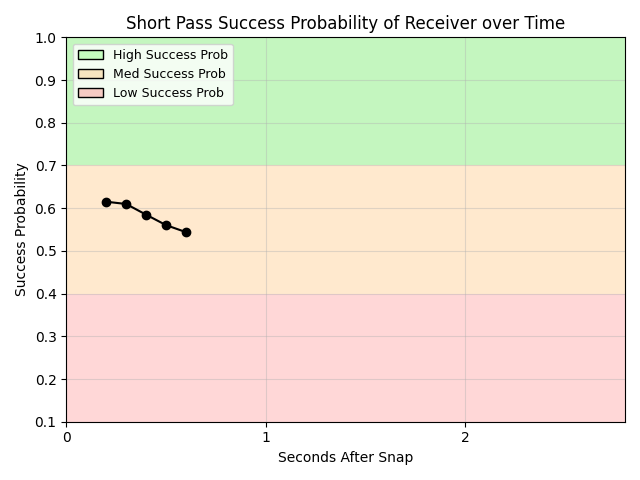 Short Pass Success Probability of Receiver over Time
High Success Prob
Med Success Prob
Low Success Prob
Success Probability
1.0
0.9
0.8
0.7
0.6
0.5
0.4
0.3
0.2
0.1
0
1
2
Seconds After Snap